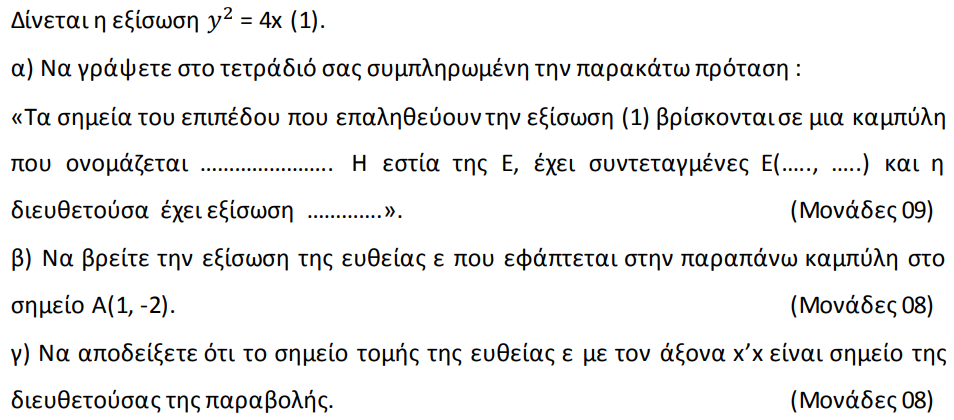 Δίνεται η εξίσωση y² = 4x (1).
α) Να γράψετε στο τετράδιό σας συμπληρωμένη την παρακάτω πρόταση :
«Τα σημεία του επιπέδου που επαληθεύουν την εξίσωση (1) βρίσκονται σε μια καμπύλη
που ονομάζεται ........................ Η εστία της Ε, έχει συντεταγμένες Ε(....., .....) και η
διευθετούσα έχει εξίσωση .............». (Μονάδες 09)
β) Να βρείτε την εξίσωση της ευθείας ε που εφάπτεται στην παραπάνω καμπύλη στο
σημείο Α(1, -2). (Μονάδες 08)
γ) Να αποδείξετε ότι το σημείο τομής της ευθείας ε με τον άξονα x’x είναι σημείο της
διευθετούσας της παραβολής. (Μονάδες 08)